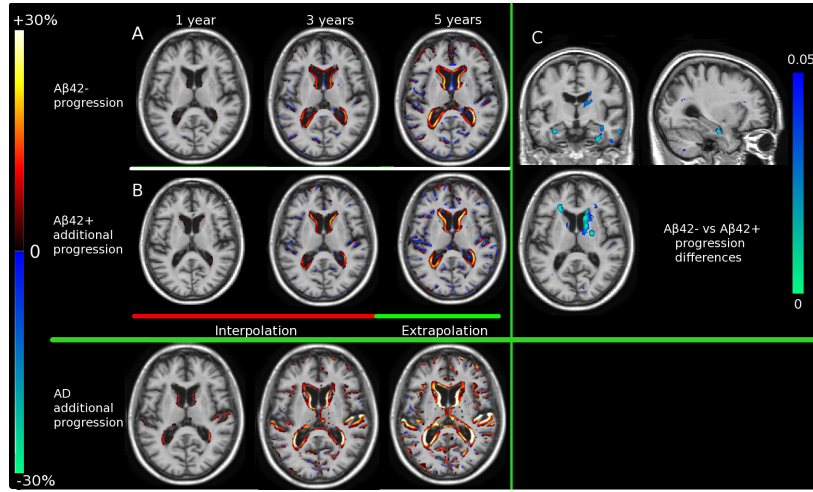 +30%
1 year
3 years
5 years
A
C
0.05
Aβ42-
progression
B
Aβ42+
additional
progression
0
Aβ42- vs Aβ42+
progression
differences
0
Interpolation
Extrapolation
AD
additional
progression
-30%